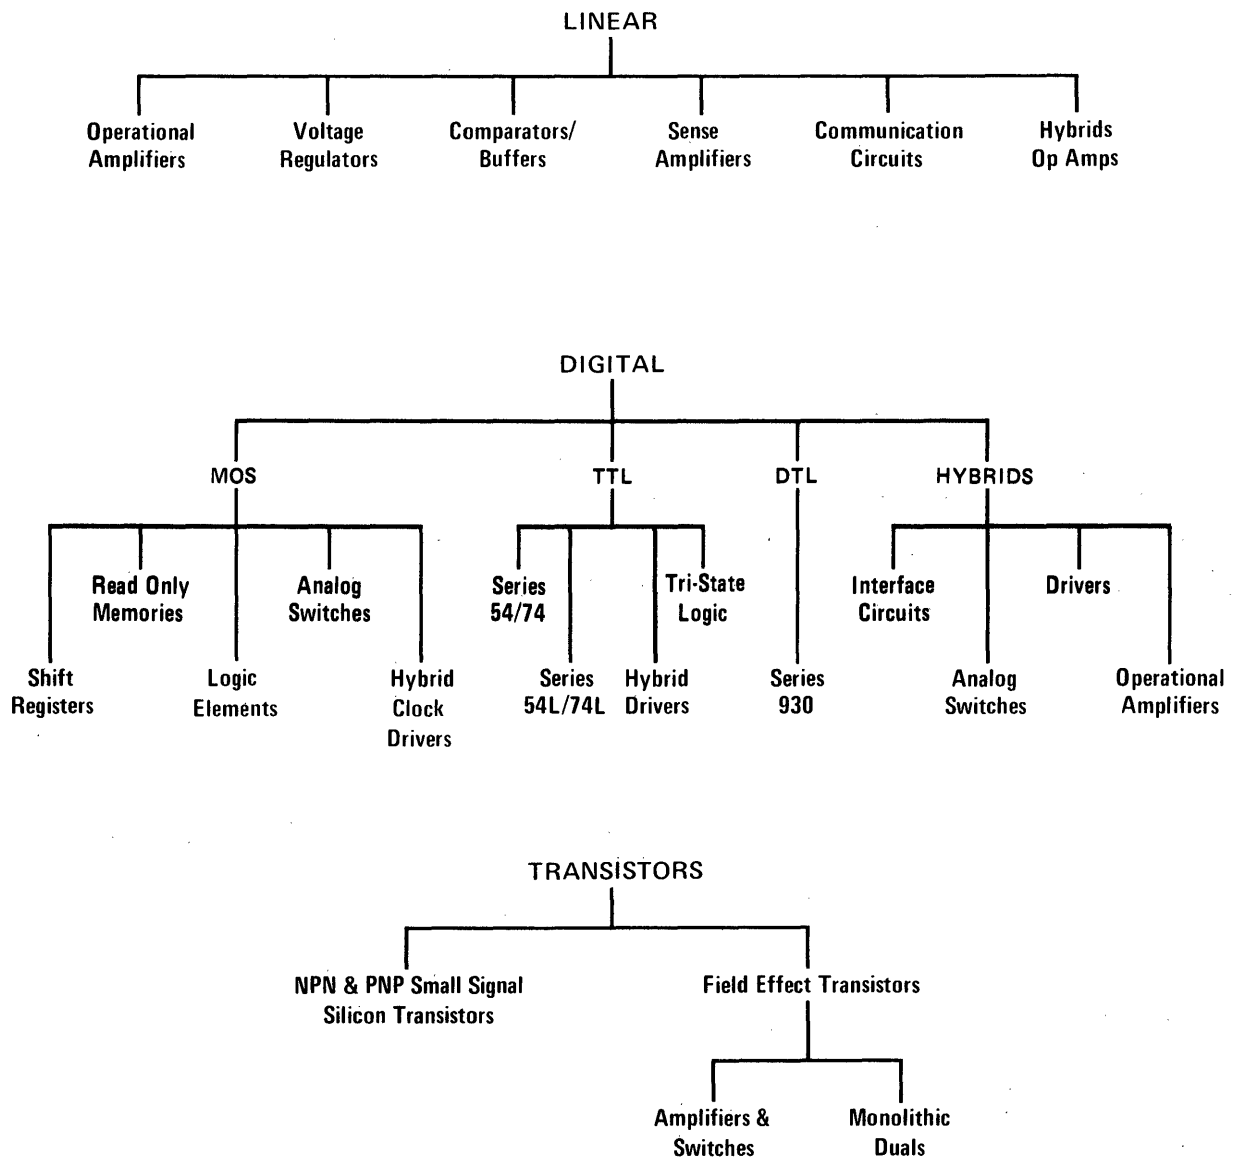 LINEAR
Operational
Amplifiers
Voltage
Regulators
Comparators/
Buffers
Sense
Amplifiers
Communication
Circuits
Hybrids
Op Amps
DIGITAL
MOS
TTL
DTL
HYBRIDS
Read Only
Memories
Analog
Switches
Series
54/74
Tri-State
Logic
Interface
Circuits
Drivers
Shift
Registers
Logic
Elements
Hybrid
Clock
Drivers
Series
54L/74L
Hybrid
Drivers
Series
930
Analog
Switches
Operational
Amplifiers
TRANSISTORS
NPN & PNP Small Signal
Silicon Transistors
Field Effect Transistors
Amplifiers &
Switches
Monolithic
Duals